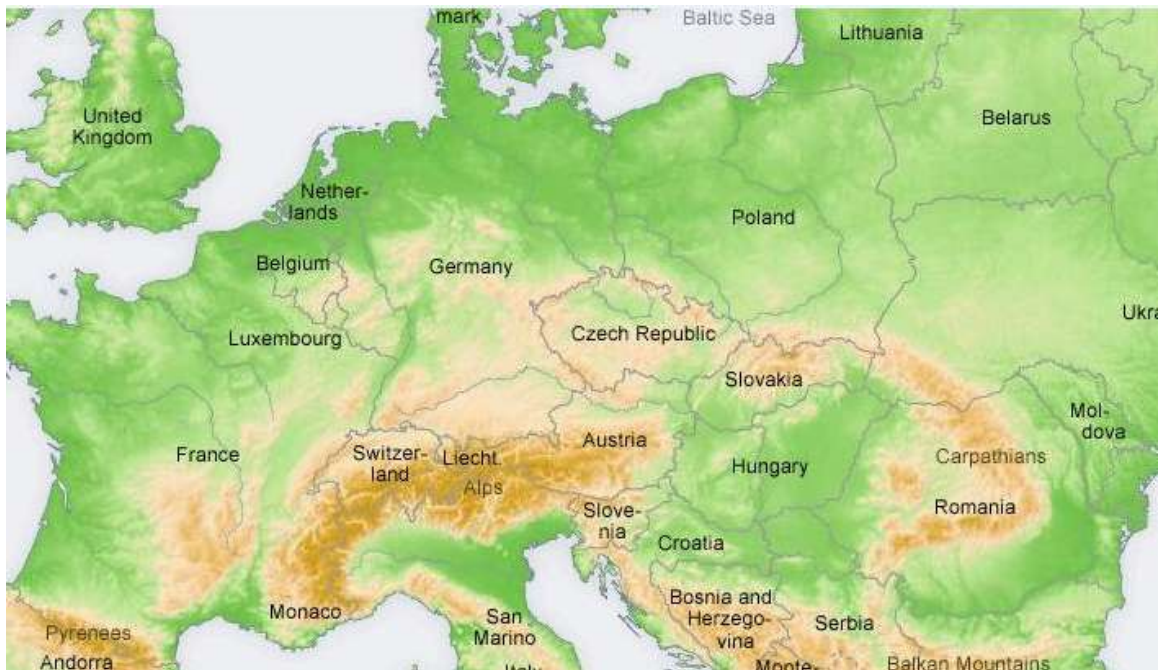 mark
Baltic Sea
Lithuania
United
Kingdom
Belarus
Nether-
lands
Poland
Belgium
Germany
Ukra
Luxembourg
Czech Republic
Slovakia
Mol-
dova
France
Switzer-
land
Liecht.
Austria
Alps
Hungary
Carpathians
Romania
Slove-
nia
Croatia
Monaco
San
Marino
Bosnia and
Herzego-
vina
Serbia
Pyrenees
Andorra
Italy
Monte-
Balkan Mountains